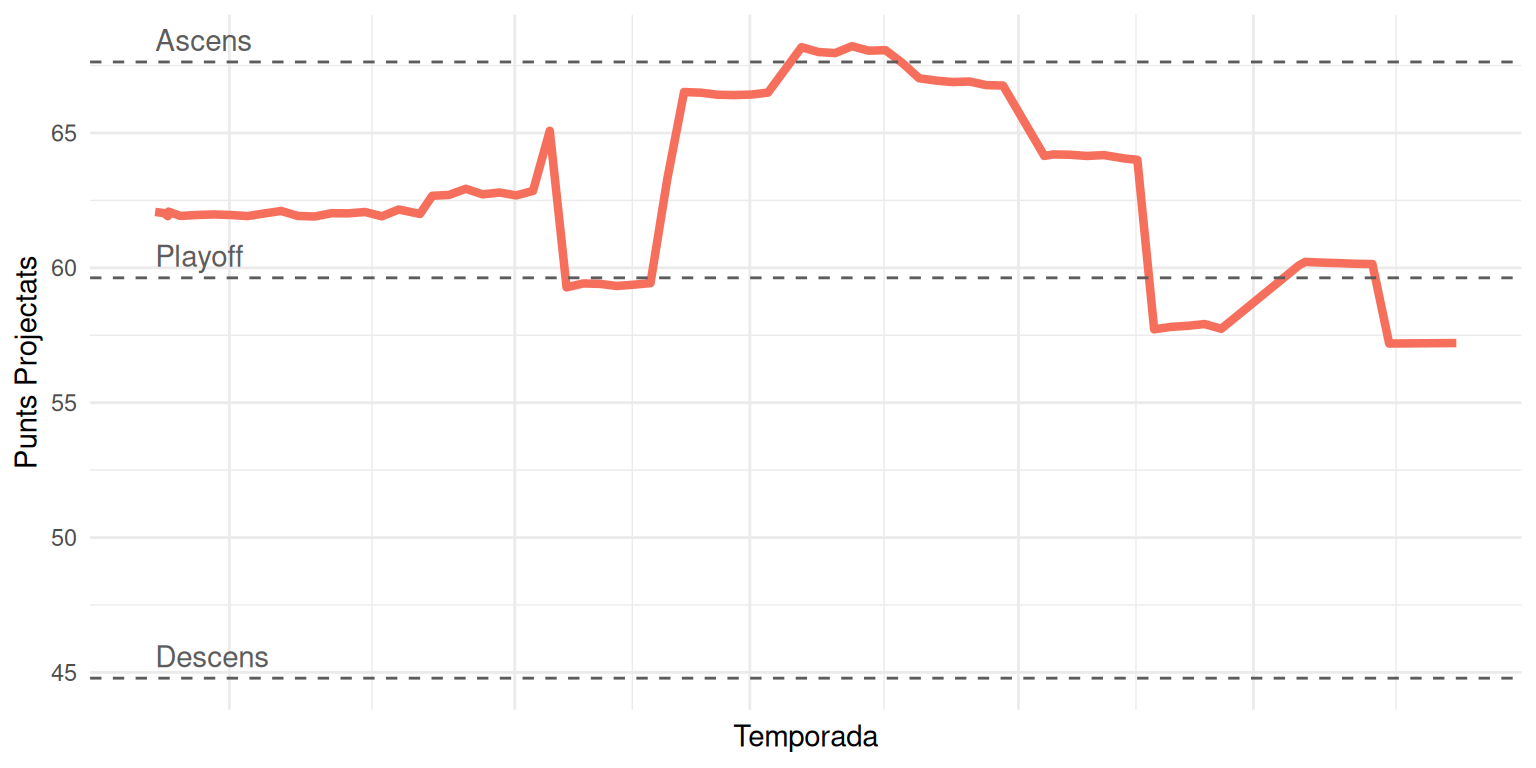 Ascens
65
Playoff
60
Punts Projectats
55
50
Descens
45
Temporada